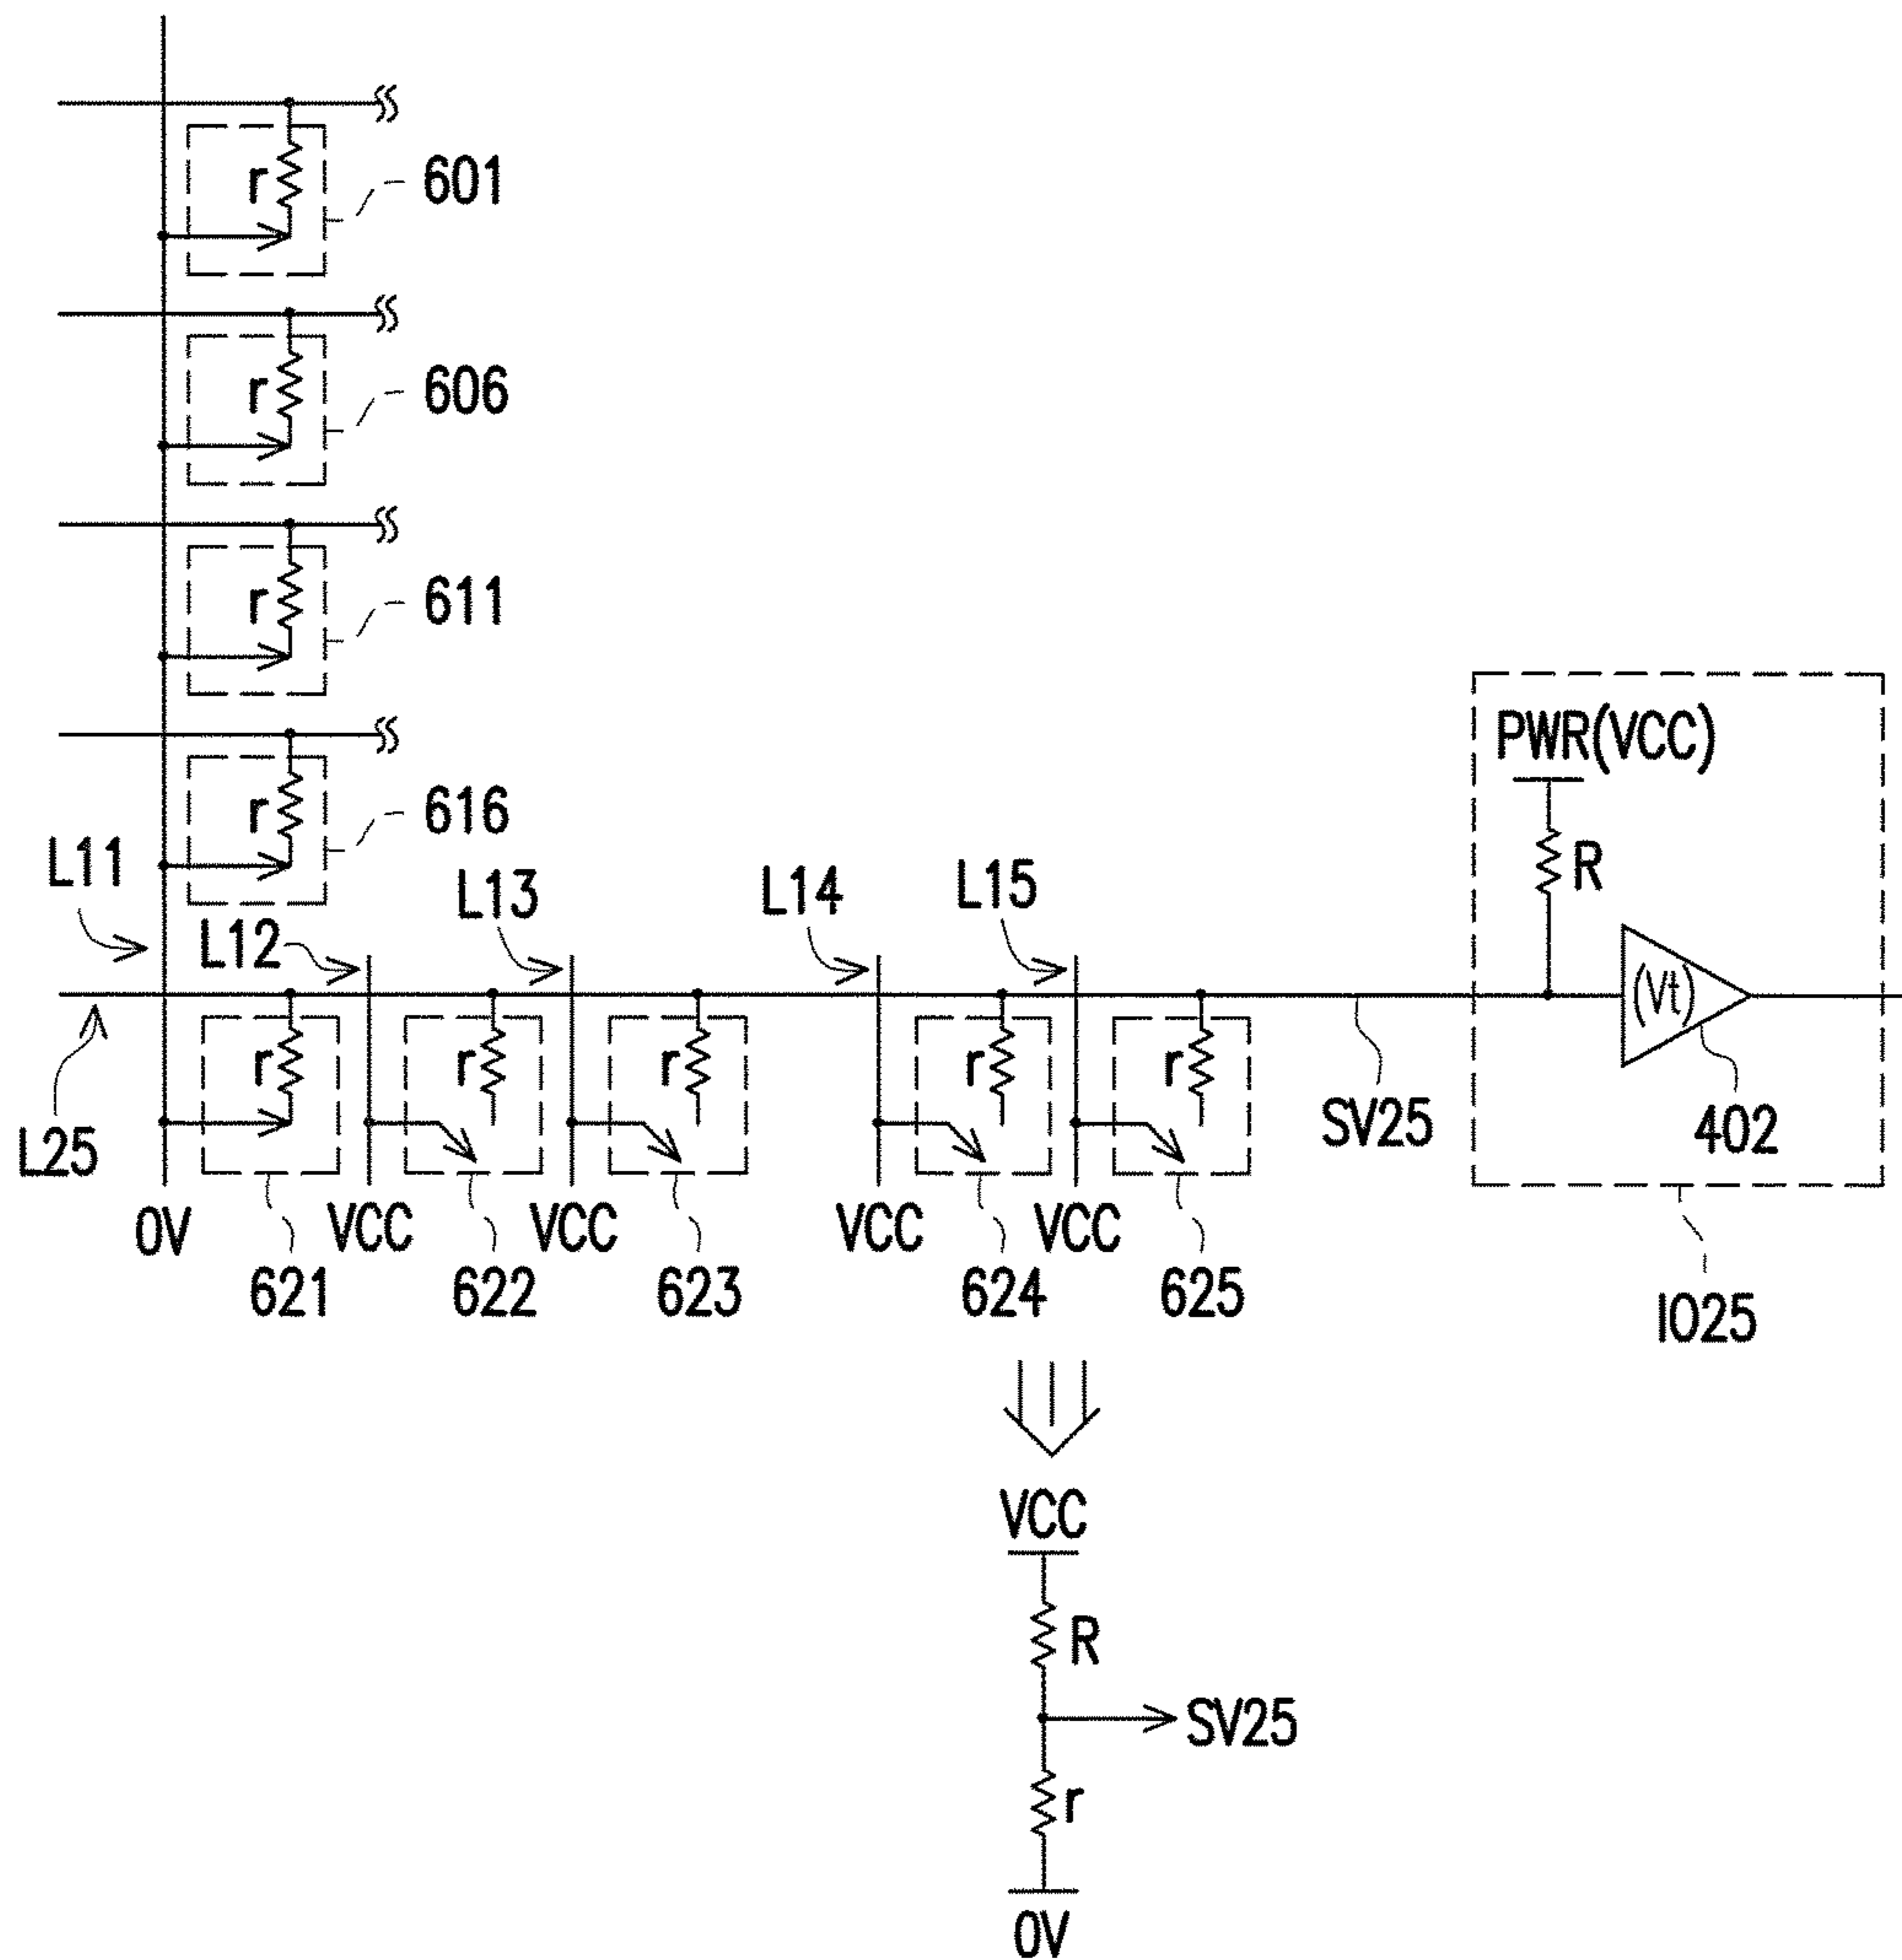 r
601
r
606
r
611
PWR(VCC)
r
616
R
L11
L13
L14
L15
L12
(Vt)
r
r
r
r
r
L25
SV25
402
0V
VCC
VCC
VCC
VCC
621
622
623
624
625
IO25
VCC
R
SV25
r
0V